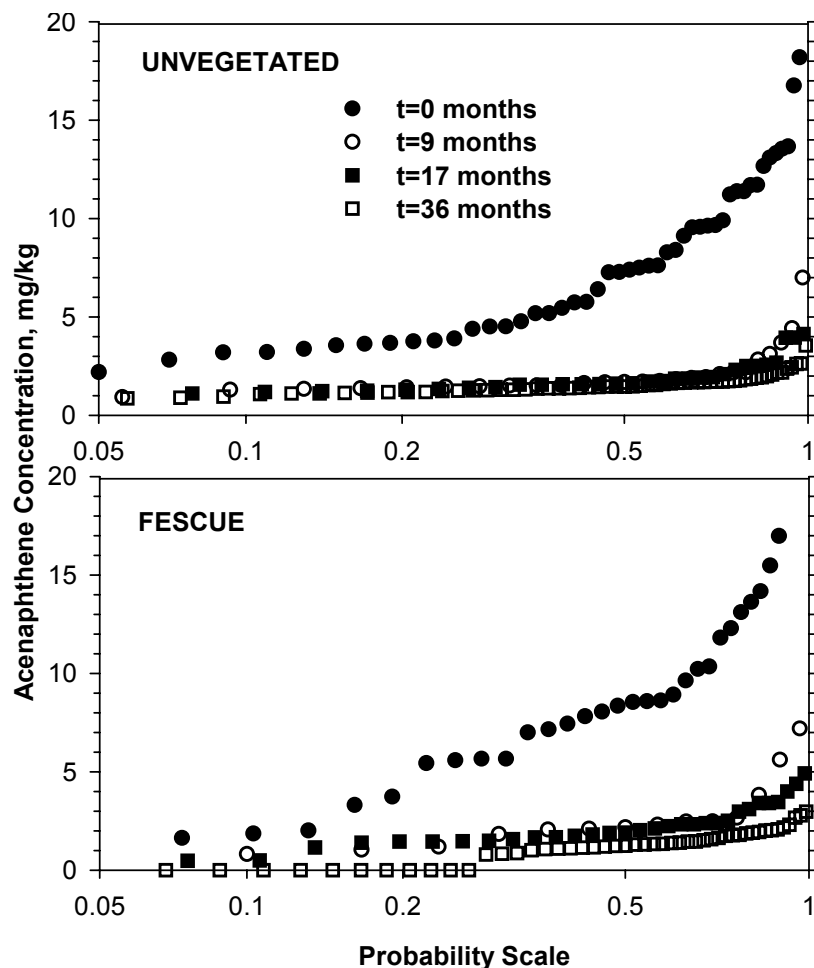 20
UNVEGETATED
t=0 months
t=9 months
15
t=17 months
t=36 months
10
5
0
0.05 0.1 0.2 0.5 1
Acenaphthene Concentration, mg/kg
20
FESCUE
15
10
5
0
0.05 0.1 0.2 0.5 1
Probability Scale